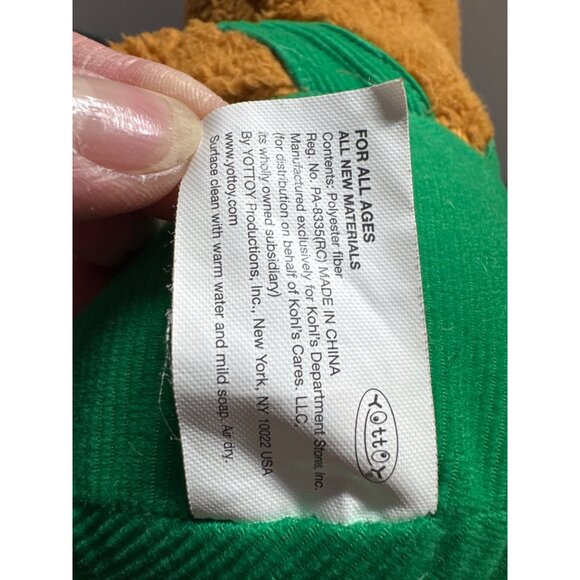 FOR ALL AGES
ALL NEW MATERIALS
Contents: Polyester fiber
Reg. No. PA-8335(RC) MADE IN CHINA
Manufactured exclusively for Kohl's Department Stores, Inc.
(for distribution on behalf of Kohl's Cares. LLC,
its wholly owned subsidiary)
By YOTTOY Productions, Inc., New York, NY 10022 USA
www.yottoy.com
Surface clean with warm water and mild soap. Air dry.
YOttOY